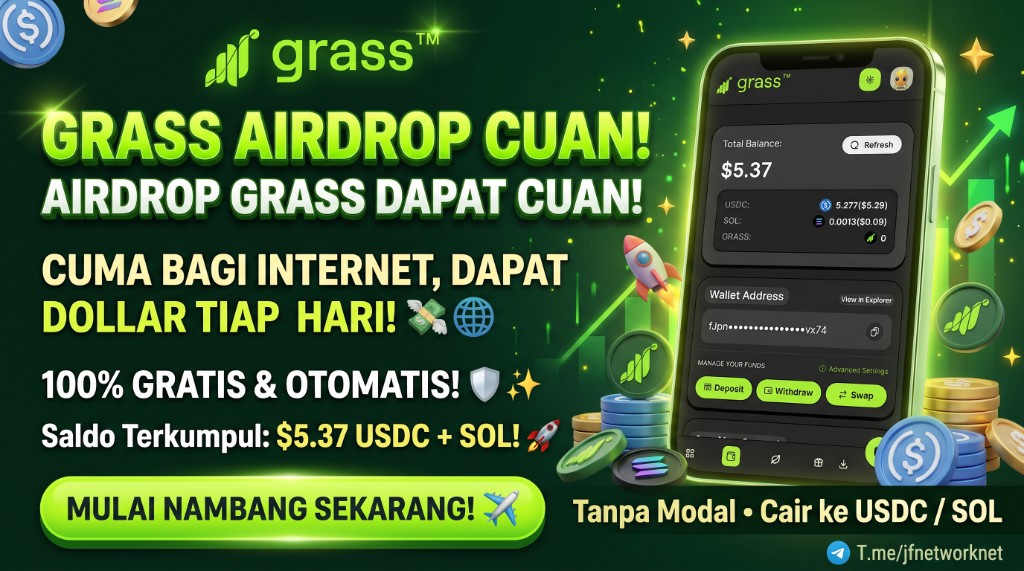 grass™
GRASS AIRDROP CUAN!
AIRDROP GRASS DAPAT CUAN!
CUMA BAGI INTERNET, DAPAT
DOLLAR TIAP HARI!
100% GRATIS & OTOMATIS!
Saldo Terkumpul: $5.37 USDC + SOL!
MULAI NAMBANG SEKARANG!
grass™
Total Balance:
Refresh
$5.37
USDC: 5.277($5.29)
SOL: 0.0013($0.09)
GRASS: 0
Wallet Address
View in Explorer
fJpn•••••••••••••••vx74
MANAGE YOUR FUNDS
Advanced Settings
Deposit
Withdraw
Swap
Tanpa Modal • Cair ke USDC / SOL
T.me/jfnetworknet